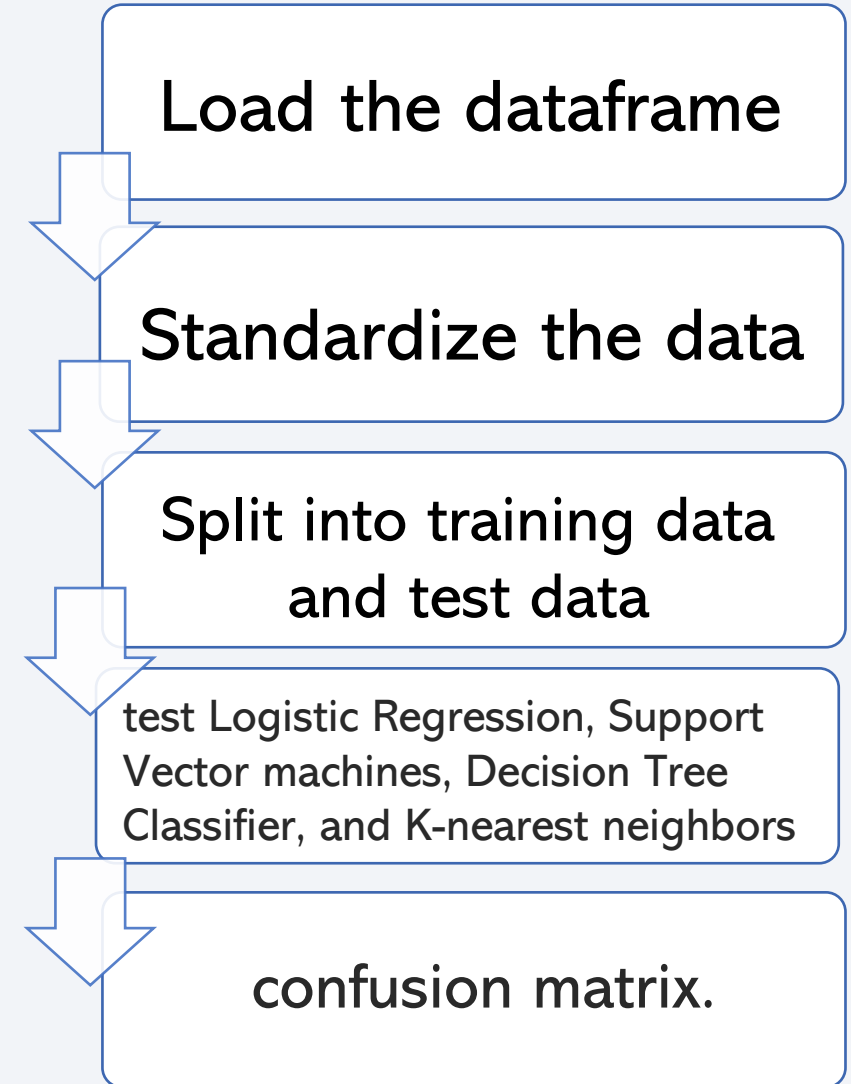 Load the dataframe
Standardize the data
Split into training data
and test data
test Logistic Regression, Support
Vector machines, Decision Tree
Classifier, and K-nearest neighbors
confusion matrix.